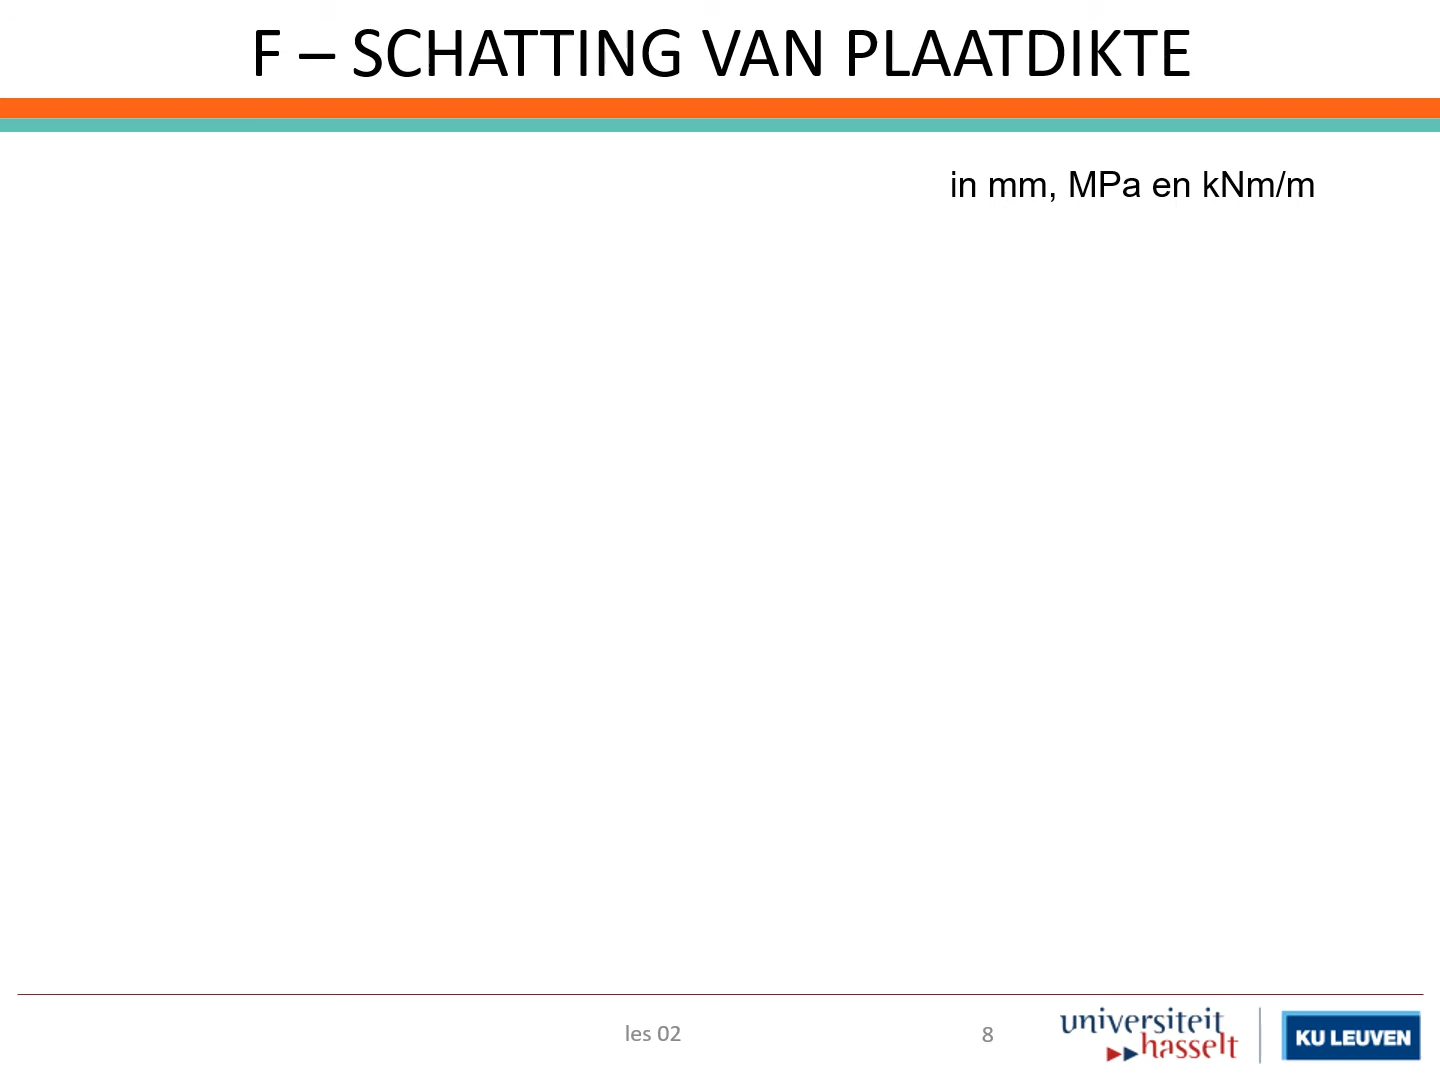 F – SCHATTING VAN PLAATDIKTE
in mm, MPa en kNm/m
les 02
8
universiteit
hasselt
KU LEUVEN